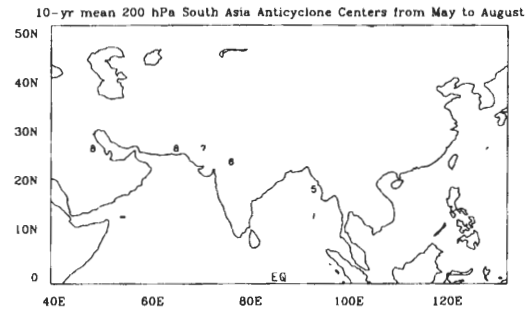 10-yr mean 200 hPa South Asia Anticyclone Centers from May to August
50N
40N
30N
8 8 7
6
20N
5
10N
0
EQ
40E 60E 80E 100E 120E